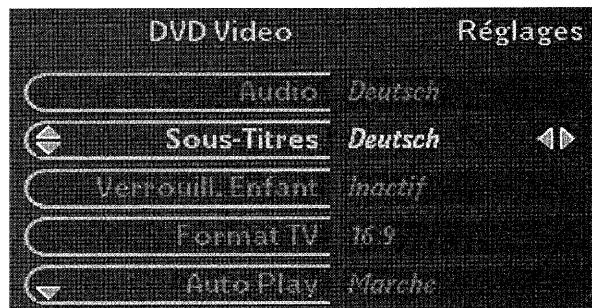 DVD Video Réglages
Audio Deutsch
Sous-Titres Deutsch
Verrouill. Enfant Inactif
Format TV 16:9
Auto Play Marche